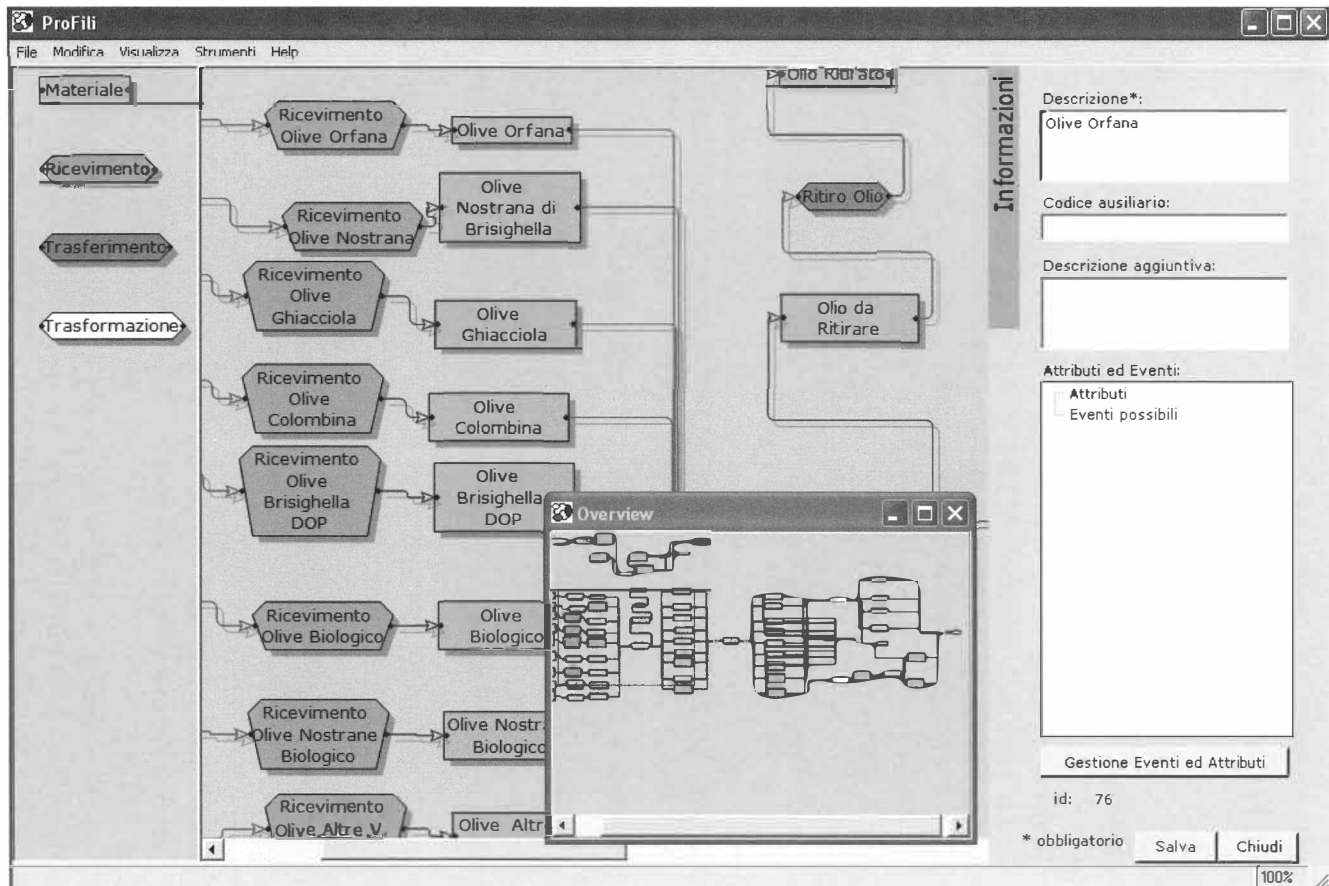 ProFili
File Modifica Visualizza Strumenti Help
Materiale
Ricevimento
Trasferimento
Trasformazione
Ricevimento
Olive Orfana
Olive Orfana
Ricevimento
Olive Nostrana
Olive
Nostrana di
Brisighella
Ricevimento
Olive
Ghiacciola
Olive
Ghiacciola
Ricevimento
Olive
Colombina
Olive
Colombina
Ricevimento
Olive
Brisighella
DOP
Olive
Brisighella
DOP
Ricevimento
Olive Biologico
Olive
Biologico
Ricevimento
Olive Nostrane
Biologico
Olive Nostr
Biologico
Ricevimento
Olive Altre V
Olive Altr
Olio Ritirato
Ritiro Olio
Olio da
Ritirare
Overview
Informazioni
Descrizione*:
Olive Orfana
Codice ausiliario:
Descrizione aggiuntiva:
Attributi ed Eventi:
Attributi
Eventi possibili
Gestione Eventi ed Attributi
id: 76
* obbligatorio
Salva
Chiudi
100%